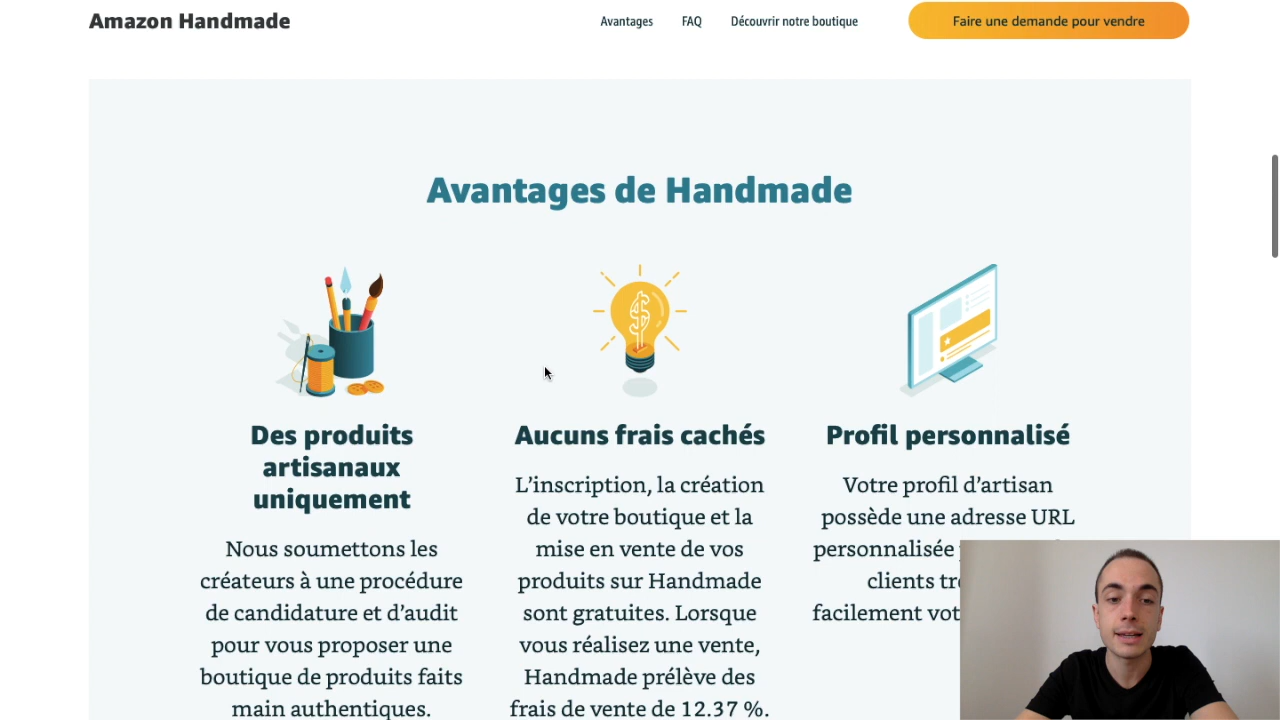 Amazon Handmade
Avantages
FAQ
Découvrir notre boutique
Faire une demande pour vendre
Avantages de Handmade
Des produits
artisanaux
uniquement
Nous soumettons les
créateurs à une procédure
de candidature et d’audit
pour vous proposer une
boutique de produits faits
main authentiques.
Aucuns frais cachés
L’inscription, la création
de votre boutique et la
mise en vente de vos
produits sur Handmade
sont gratuites. Lorsque
vous réalisez une vente,
Handmade prélève des
frais de vente de 12.37 %.
Profil personnalisé
Votre profil d’artisan
possède une adresse URL
personnalisée
clients
facilement